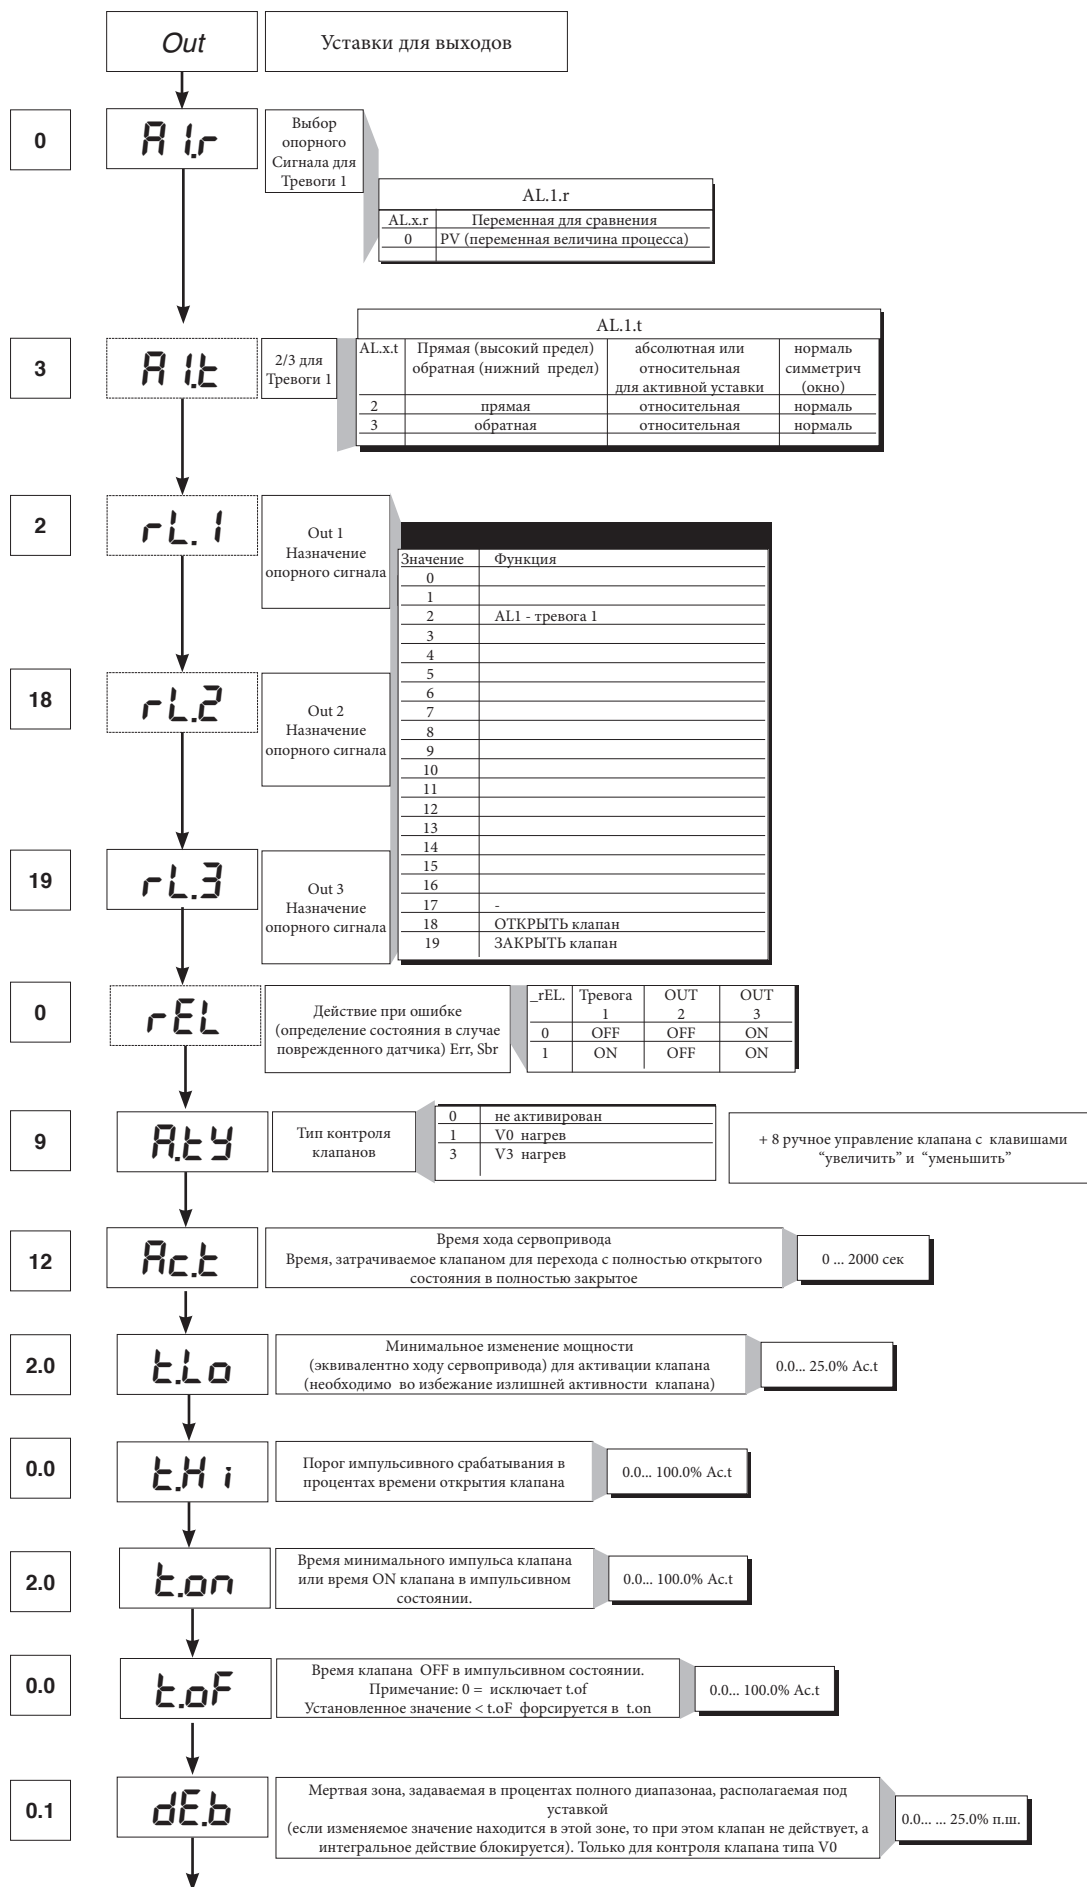 Out
Уставки для выходов
0
A1.r
Выбор
опорного
Сигнала для
Тревоги 1
AL.1.r
AL.x.r Переменная для сравнения
0 PV (переменная величина процесса)
3
A1.t
2/3 для
Тревоги 1
AL.1.t
AL.x.t Прямая (высокий предел) абсолютная или нормаль
обратная (нижний предел) относительная симметрич
для активной уставки (окно)
2 прямая относительная нормаль
3 обратная относительная нормаль
2
rL.1
Out 1
Назначение
опорного сигнала
Значение Функция
0
1
2 AL1 - тревога 1
3
4
5
6
7
8
9
10
11
12
13
14
15
16
17 -
18 ОТКРЫТЬ клапан
19 ЗАКРЫТЬ клапан
18
rL.2
Out 2
Назначение
опорного сигнала
19
rL.3
Out 3
Назначение
опорного сигнала
0
rEL
Действие при ошибке
(определение состояния в случае
поврежденного датчика) Err, Sbr
_rEL. Тревога OUT OUT
1 2 3
0 OFF OFF ON
1 ON OFF ON
9
A.tY
Тип контроля
клапанов
0 не активирован
1 V0 нагрев
3 V3 нагрев
+ 8 ручное управление клапана с клавишами
“увеличить” и “уменьшить”
12
Ac.t
Время хода сервопривода
Время, затрачиваемое клапаном для перехода с полностью открытого
состояния в полностью закрытое
0 ... 2000 сек
2.0
t.Lo
Минимальное изменение мощности
(эквивалентно ходу сервопривода) для активации клапана
(необходимо во избежание излишней активности клапана)
0.0... 25.0% Ac.t
0.0
t.Hi
Порог импульсивного срабатывания в
процентах времени открытия клапана
0.0... 100.0% Ac.t
2.0
t.on
Время минимального импульса клапана
или время ON клапана в импульсивном
состоянии.
0.0... 100.0% Ac.t
0.0
t.oF
Время клапана OFF в импульсивном состоянии.
Примечание: 0 = исключает t.of
Установленное значение < t.oF форсируется в t.on
0.0... 100.0% Ac.t
0.1
dE.b
Мертвая зона, задаваемая в процентах полного диапазонаа, располагаемая под
уставкой
(если изменяемое значение находится в этой зоне, то при этом клапан не действует, а
интегральное действие блокируется). Только для контроля клапана типа V0
0.0... ... 25.0% п.ш.